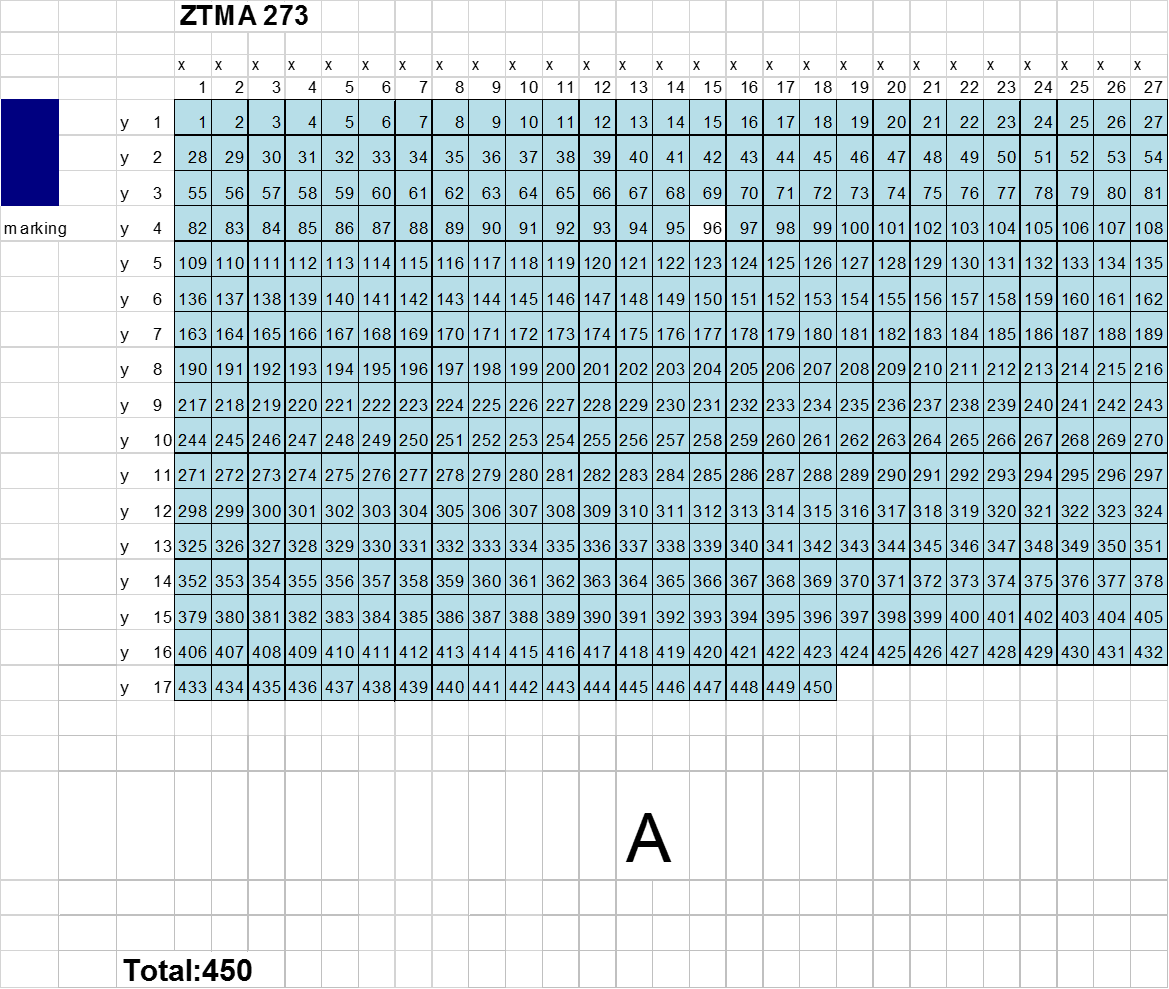 ZTMA 273
x x x x x x x x x x x x x x x x x x x x x x x x x x x
1 2 3 4 5 6 7 8 9 10 11 12 13 14 15 16 17 18 19 20 21 22 23 24 25 26 27
y 1 1 2 3 4 5 6 7 8 9 10 11 12 13 14 15 16 17 18 19 20 21 22 23 24 25 26 27
y 2 28 29 30 31 32 33 34 35 36 37 38 39 40 41 42 43 44 45 46 47 48 49 50 51 52 53 54
y 3 55 56 57 58 59 60 61 62 63 64 65 66 67 68 69 70 71 72 73 74 75 76 77 78 79 80 81
marking y 4 82 83 84 85 86 87 88 89 90 91 92 93 94 95 96 97 98 99 100 101 102 103 104 105 106 107 108
y 5 109 110 111 112 113 114 115 116 117 118 119 120 121 122 123 124 125 126 127 128 129 130 131 132 133 134 135
y 6 136 137 138 139 140 141 142 143 144 145 146 147 148 149 150 151 152 153 154 155 156 157 158 159 160 161 162
y 7 163 164 165 166 167 168 169 170 171 172 173 174 175 176 177 178 179 180 181 182 183 184 185 186 187 188 189
y 8 190 191 192 193 194 195 196 197 198 199 200 201 202 203 204 205 206 207 208 209 210 211 212 213 214 215 216
y 9 217 218 219 220 221 222 223 224 225 226 227 228 229 230 231 232 233 234 235 236 237 238 239 240 241 242 243
y 10 244 245 246 247 248 249 250 251 252 253 254 255 256 257 258 259 260 261 262 263 264 265 266 267 268 269 270
y 11 271 272 273 274 275 276 277 278 279 280 281 282 283 284 285 286 287 288 289 290 291 292 293 294 295 296 297
y 12 298 299 300 301 302 303 304 305 306 307 308 309 310 311 312 313 314 315 316 317 318 319 320 321 322 323 324
y 13 325 326 327 328 329 330 331 332 333 334 335 336 337 338 339 340 341 342 343 344 345 346 347 348 349 350 351
y 14 352 353 354 355 356 357 358 359 360 361 362 363 364 365 366 367 368 369 370 371 372 373 374 375 376 377 378
y 15 379 380 381 382 383 384 385 386 387 388 389 390 391 392 393 394 395 396 397 398 399 400 401 402 403 404 405
y 16 406 407 408 409 410 411 412 413 414 415 416 417 418 419 420 421 422 423 424 425 426 427 428 429 430 431 432
y 17 433 434 435 436 437 438 439 440 441 442 443 444 445 446 447 448 449 450
A
Total:450